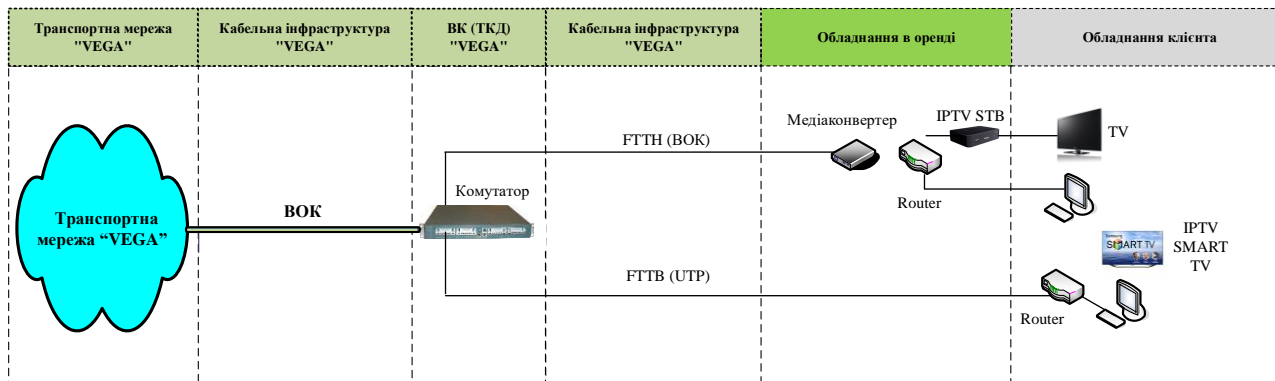 Транспортна мережа
"VEGA"
Кабельна інфраструктура
"VEGA"
ВК (ТКД)
"VEGA"
Кабельна інфраструктура
"VEGA"
Обладнання в оренді
Обладнання клієнта
IPTV STB
Медіаконвертер
TV
FTTH (ВОК)
Router
Комутатор
Транспортна
мережа “VEGA”
ВОК
IPTV
SMART
TV
SMART TV
FTTB (UTP)
Router